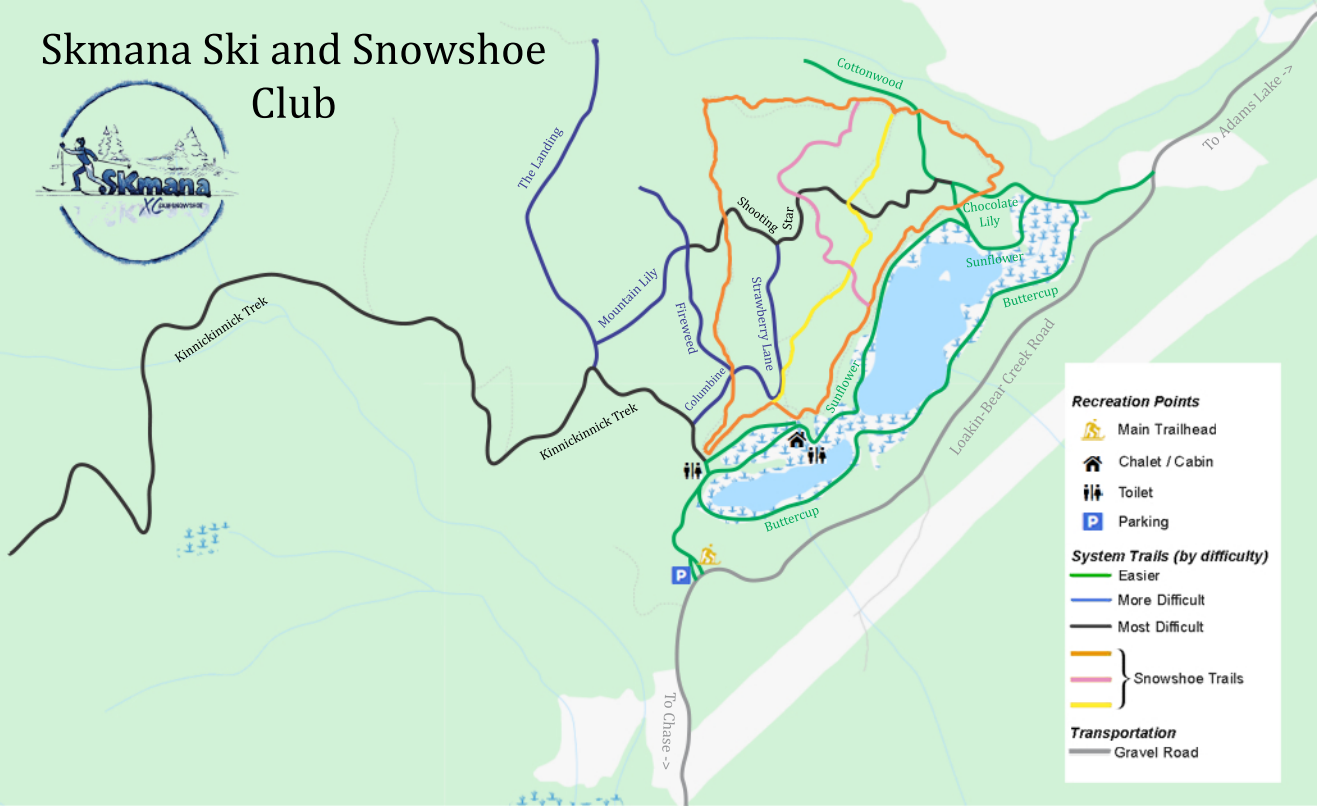 Skmana Ski and Snowshoe
Club
Skmana
XC
Cottonwood
To Adams Lake ->
The Landing
Shooting
Star
Chocolate
Lily
Sunflower
Buttercup
Mountain Lily
Fireweed
Strawberry Lane
Kinnickinnick Trek
Columbine
Sunflower
Loakin-Bear Creek Road
Kinnickinnick Trek
Buttercup
P
To Chase ->
Recreation Points
Main Trailhead
Chalet / Cabin
Toilet
P Parking
System Trails (by difficulty)
Easier
More Difficult
Most Difficult
Snowshoe Trails
Transportation
Gravel Road